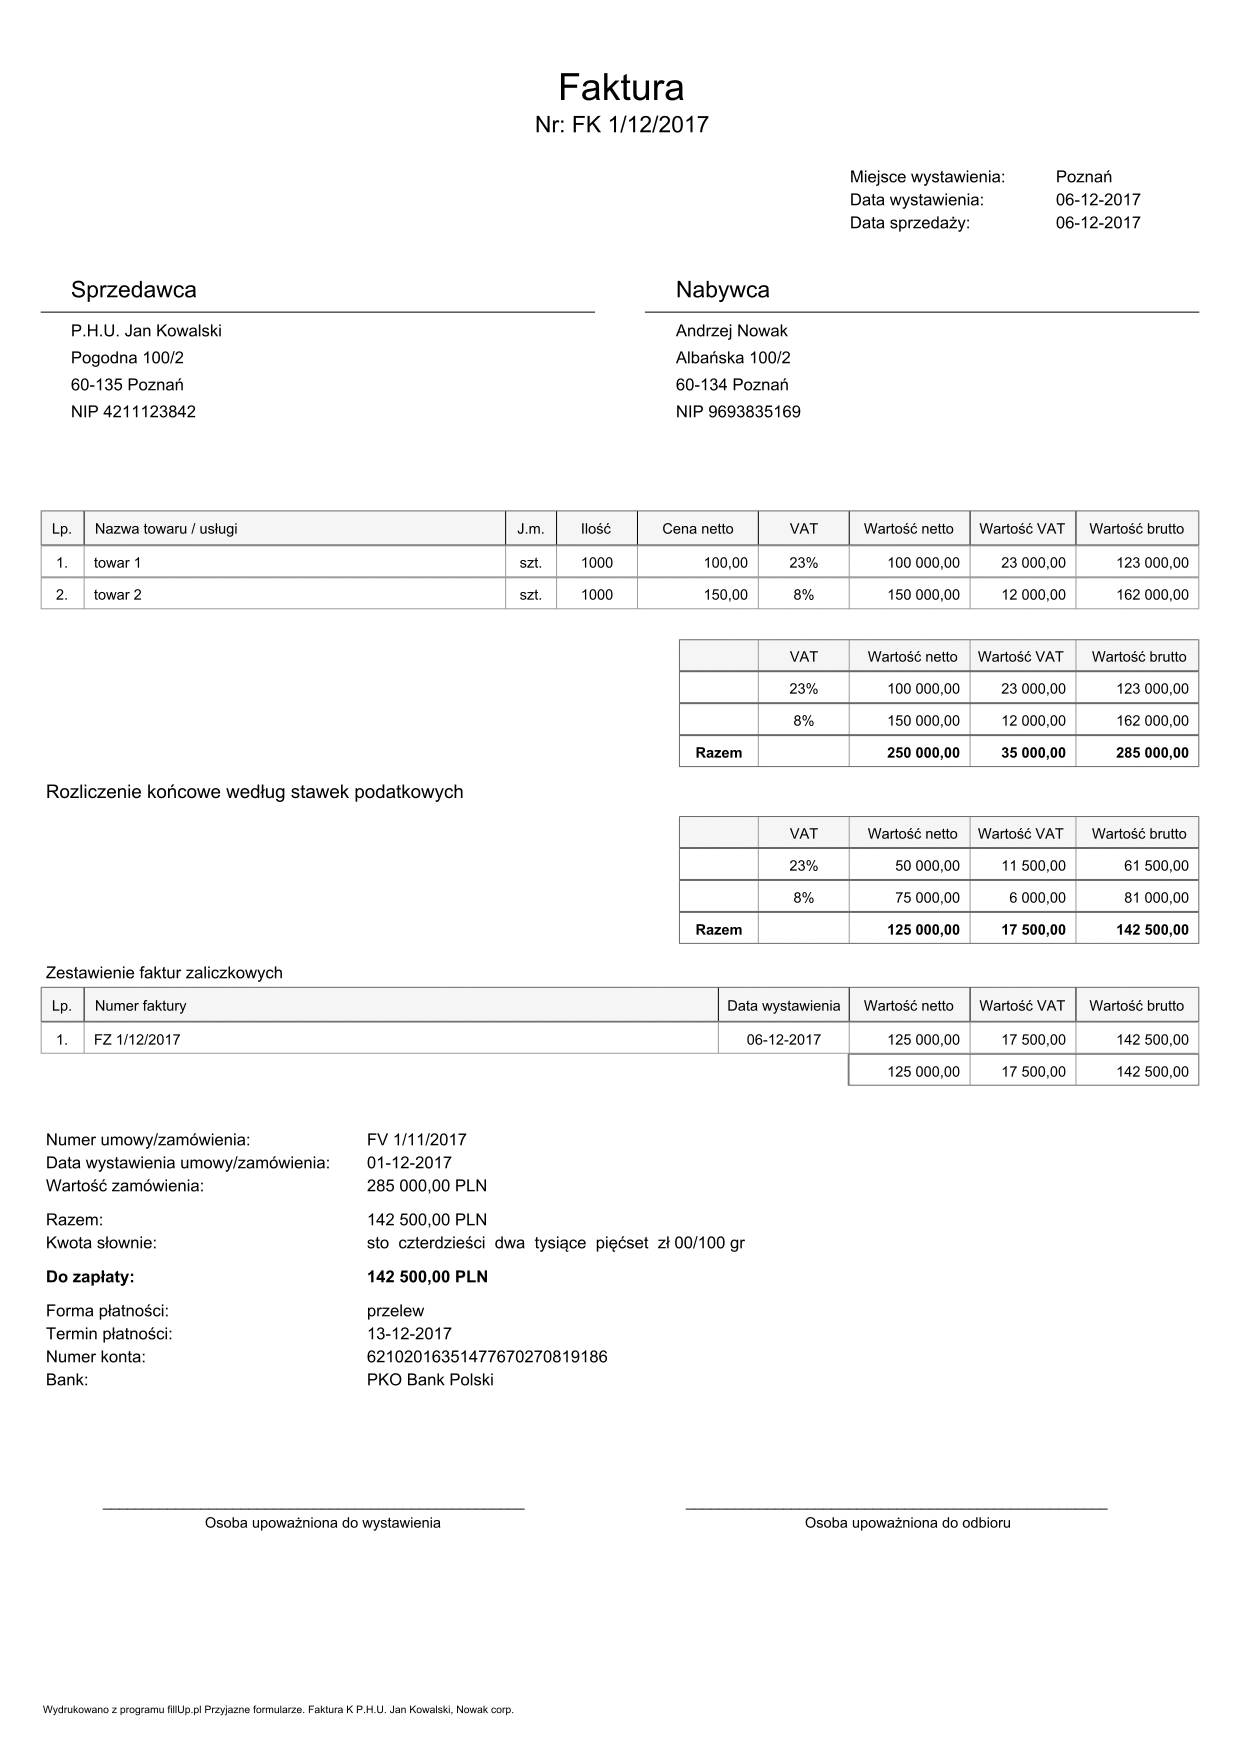 Faktura
Nr: FK 1/12/2017
Miejsce wystawienia: Poznań
Data wystawienia: 06-12-2017
Data sprzedaży: 06-12-2017
Sprzedawca
P.H.U. Jan Kowalski
Pogodna 100/2
60-135 Poznań
NIP 4211123842
Nabywca
Andrzej Nowak
Albańska 100/2
60-134 Poznań
NIP 9693835169
Lp. Nazwa towaru / usługi J.m. Ilość Cena netto VAT Wartość netto Wartość VAT Wartość brutto
1. towar 1 szt. 1000 100,00 23% 100 000,00 23 000,00 123 000,00
2. towar 2 szt. 1000 150,00 8% 150 000,00 12 000,00 162 000,00
VAT Wartość netto Wartość VAT Wartość brutto
23% 100 000,00 23 000,00 123 000,00
8% 150 000,00 12 000,00 162 000,00
Razem 250 000,00 35 000,00 285 000,00
Rozliczenie końcowe według stawek podatkowych
VAT Wartość netto Wartość VAT Wartość brutto
23% 50 000,00 11 500,00 61 500,00
8% 75 000,00 6 000,00 81 000,00
Razem 125 000,00 17 500,00 142 500,00
Zestawienie faktur zaliczkowych
Lp. Numer faktury Data wystawienia Wartość netto Wartość VAT Wartość brutto
1. FZ 1/12/2017 06-12-2017 125 000,00 17 500,00 142 500,00
125 000,00 17 500,00 142 500,00
Numer umowy/zamówienia: FV 1/11/2017
Data wystawienia umowy/zamówienia: 01-12-2017
Wartość zamówienia: 285 000,00 PLN
Razem: 142 500,00 PLN
Kwota słownie: sto czterdzieści dwa tysiące pięćset zł 00/100 gr
Do zapłaty: 142 500,00 PLN
Forma płatności: przelew
Termin płatności: 13-12-2017
Numer konta: 62102016351477670270819186
Bank: PKO Bank Polski
Osoba upoważniona do wystawienia
Osoba upoważniona do odbioru
Wydrukowano z programu fillUp.pl Przyjazne formularze. Faktura K P.H.U. Jan Kowalski, Nowak corp.